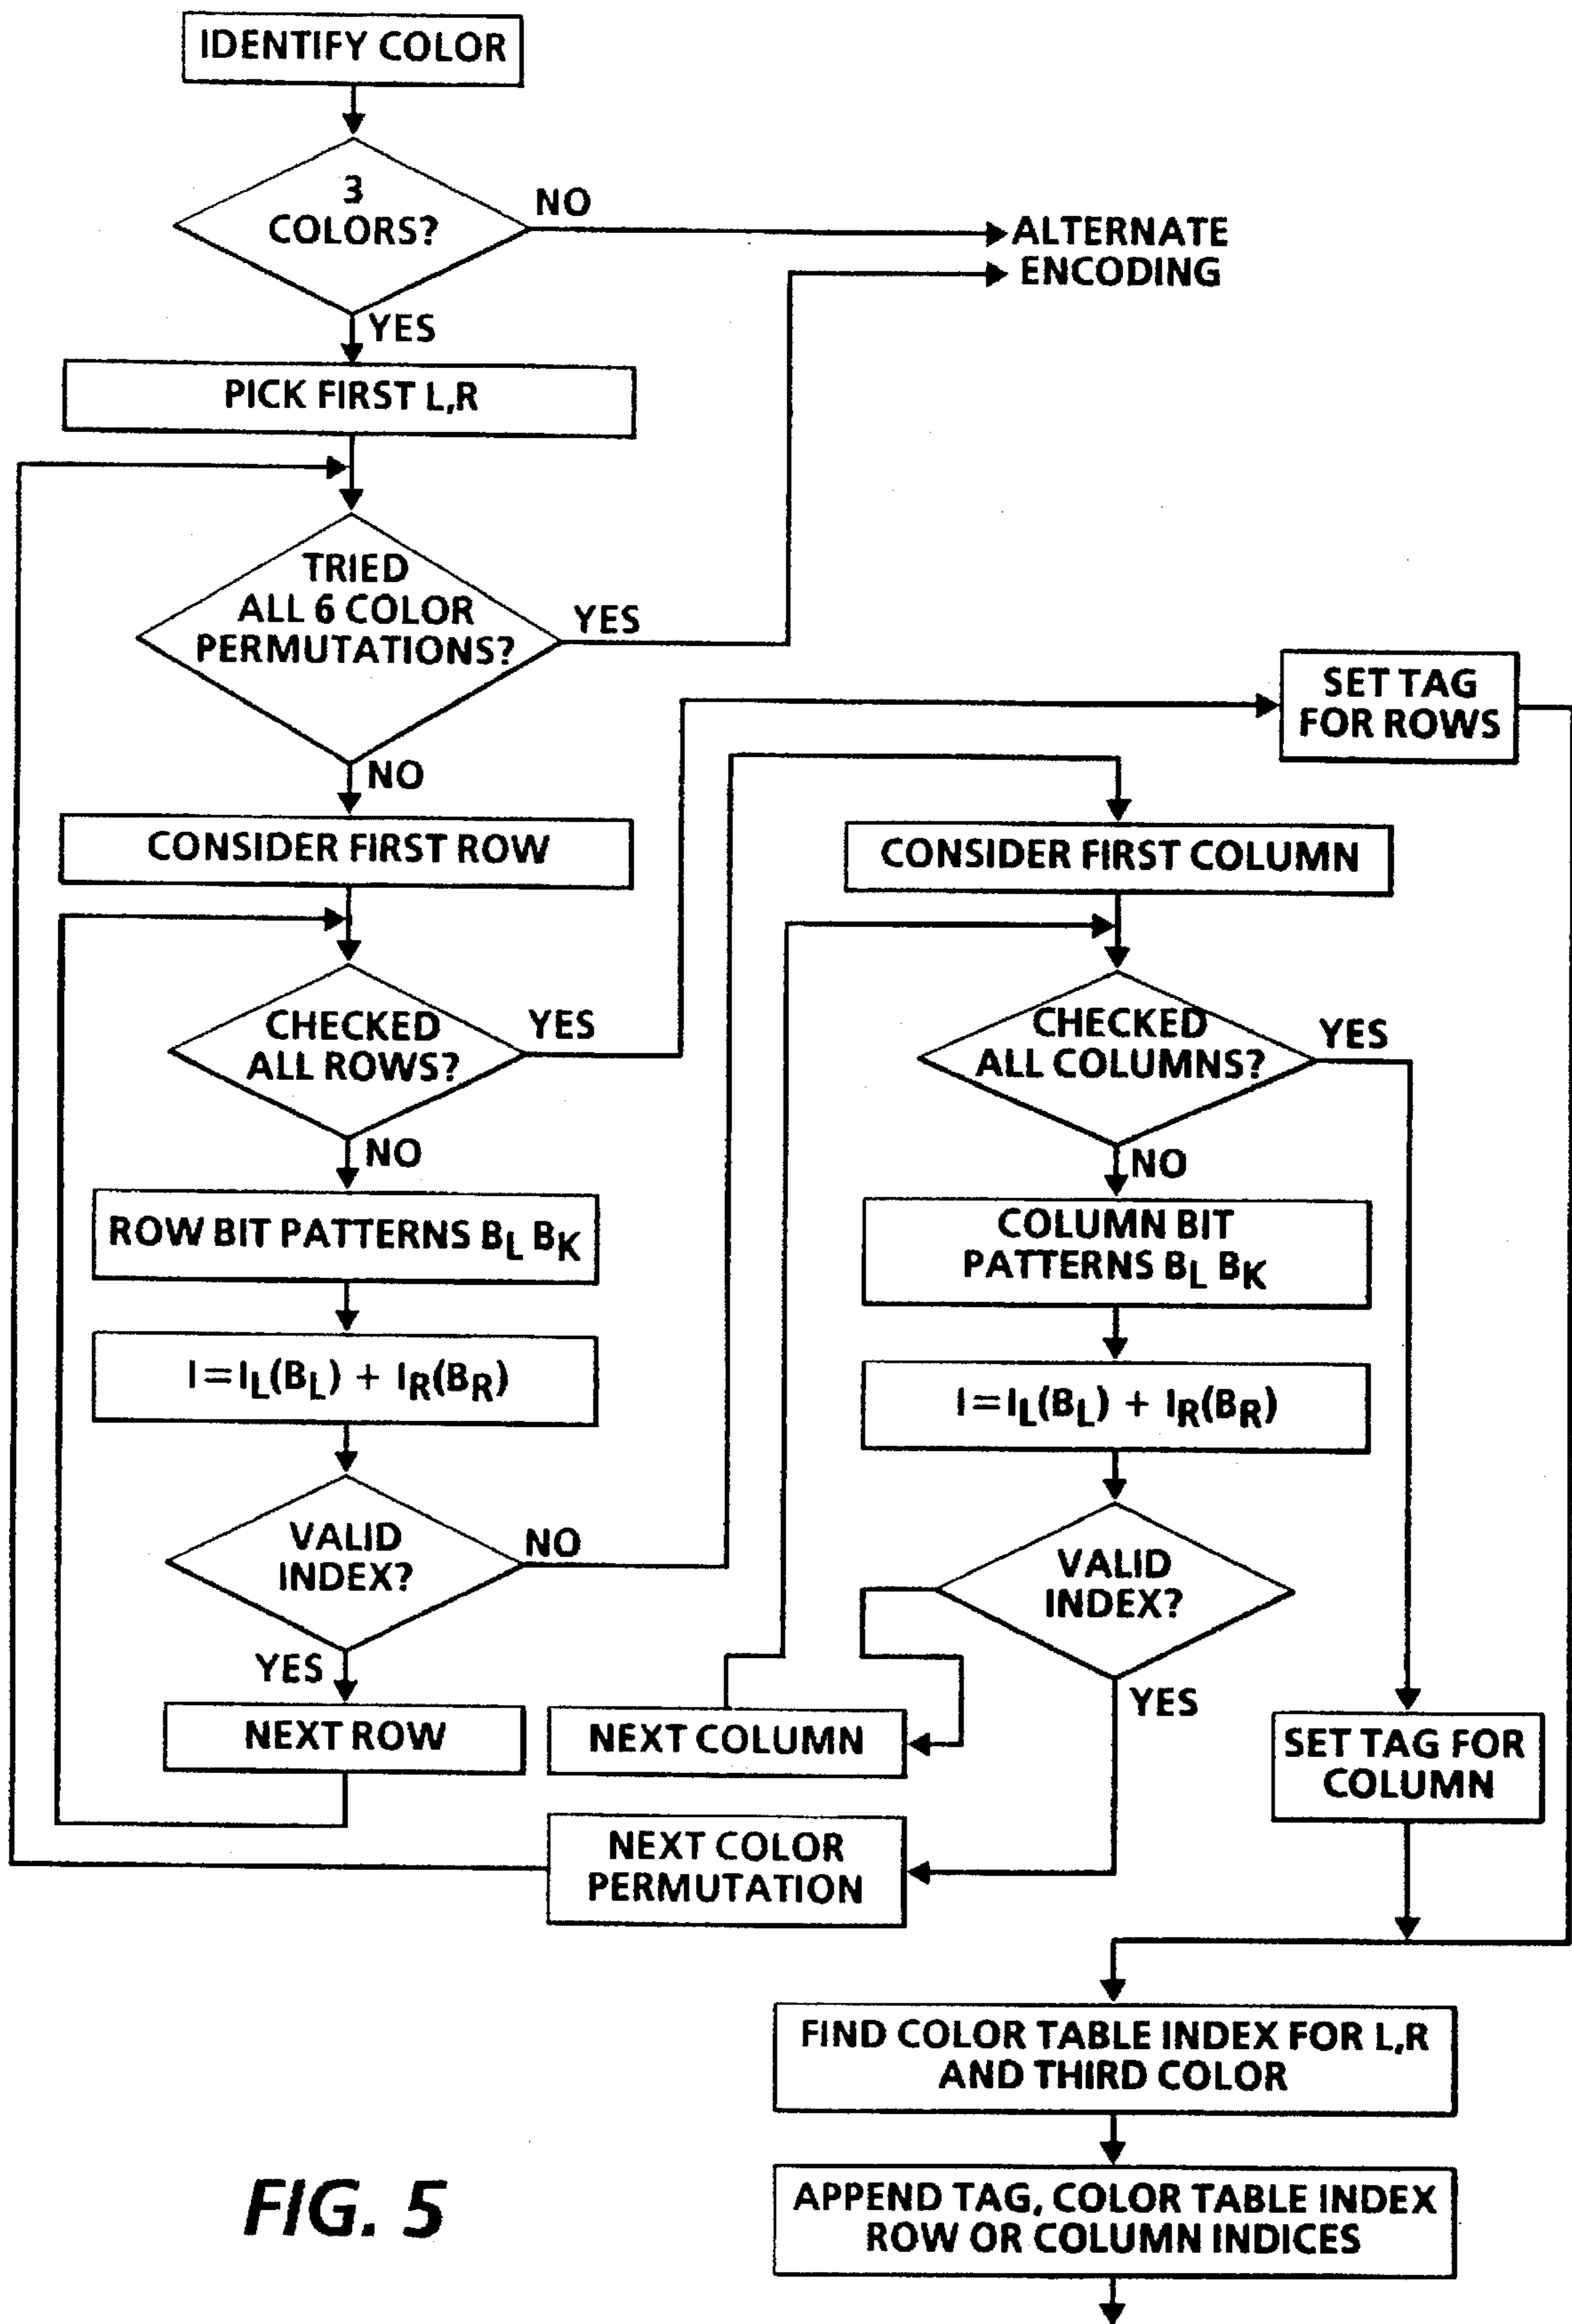 IDENTIFY COLOR
3
COLORS?
NO
ALTERNATE
ENCODING
YES
PICK FIRST L,R
TRIED
ALL 6 COLOR
PERMUTATIONS?
YES
NO
SET TAG
FOR ROWS
CONSIDER FIRST ROW
CONSIDER FIRST COLUMN
CHECKED
ALL ROWS?
YES
NO
CHECKED
ALL COLUMNS?
YES
NO
ROW BIT PATTERNS BL BK
COLUMN BIT
PATTERNS BL BK
I=IL(BL) + IR(BR)
I=IL(BL) + IR(BR)
VALID
INDEX?
NO
YES
VALID
INDEX?
YES
NEXT ROW
NEXT COLUMN
SET TAG FOR
COLUMN
NEXT COLOR
PERMUTATION
FIND COLOR TABLE INDEX FOR L,R
AND THIRD COLOR
APPEND TAG, COLOR TABLE INDEX
ROW OR COLUMN INDICES
FIG. 5